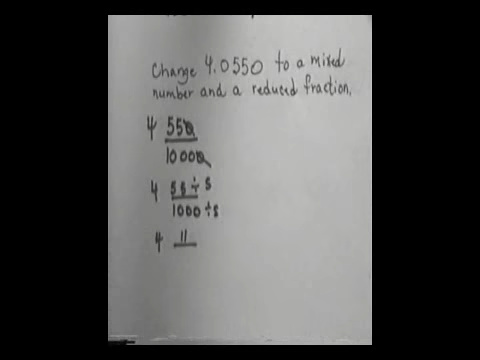 Change 4.0550 to a mixed
number and a reduced fraction.
4 550
10000
4 55 ÷ 5
1000 ÷ 5
4 11